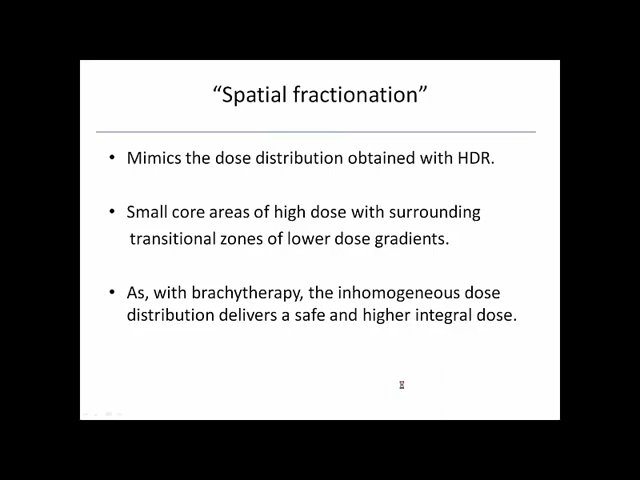 “Spatial fractionation”
• Mimics the dose distribution obtained with HDR.
• Small core areas of high dose with surrounding
transitional zones of lower dose gradients.
• As, with brachytherapy, the inhomogeneous dose
distribution delivers a safe and higher integral dose.